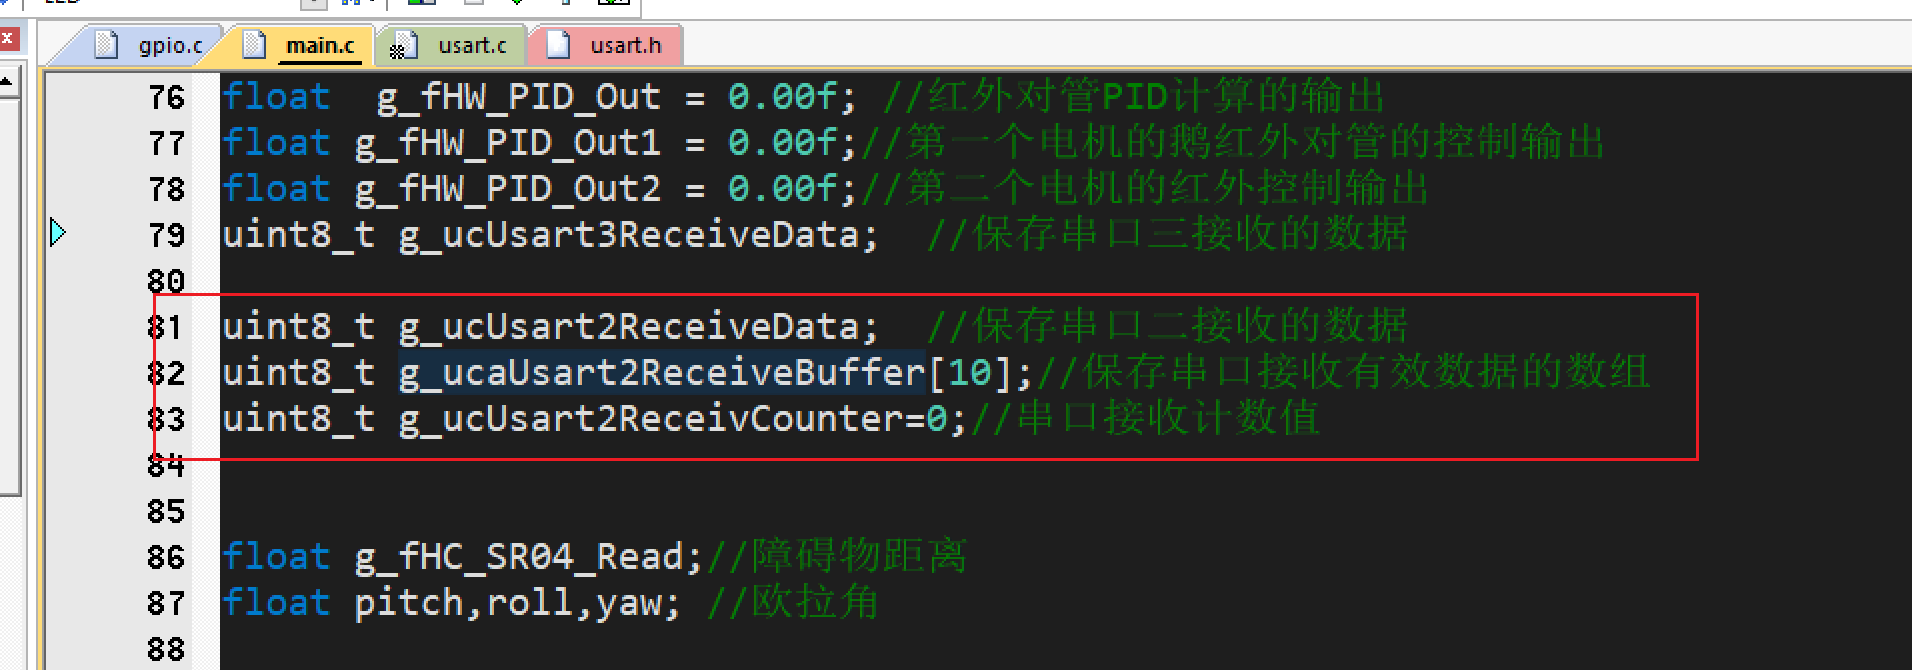 gpio.c main.c usart.c usart.h
76 float  g_fHW_PID_Out = 0.00f; //红外对管PID计算的输出
77 float g_fHW_PID_Out1 = 0.00f;//第一个电机的鹅红外对管的控制输出
78 float g_fHW_PID_Out2 = 0.00f;//第二个电机的红外控制输出
79 uint8_t g_ucUsart3ReceiveData;  //保存串口三接收的数据
80
81 uint8_t g_ucUsart2ReceiveData;  //保存串口二接收的数据
82 uint8_t g_ucaUsart2ReceiveBuffer[10];//保存串口接收有效数据的数组
83 uint8_t g_ucUsart2ReceivCounter=0;//串口接收计数值
84
85
86 float g_fHC_SR04_Read;//障碍物距离
87 float pitch,roll,yaw; //欧拉角
88